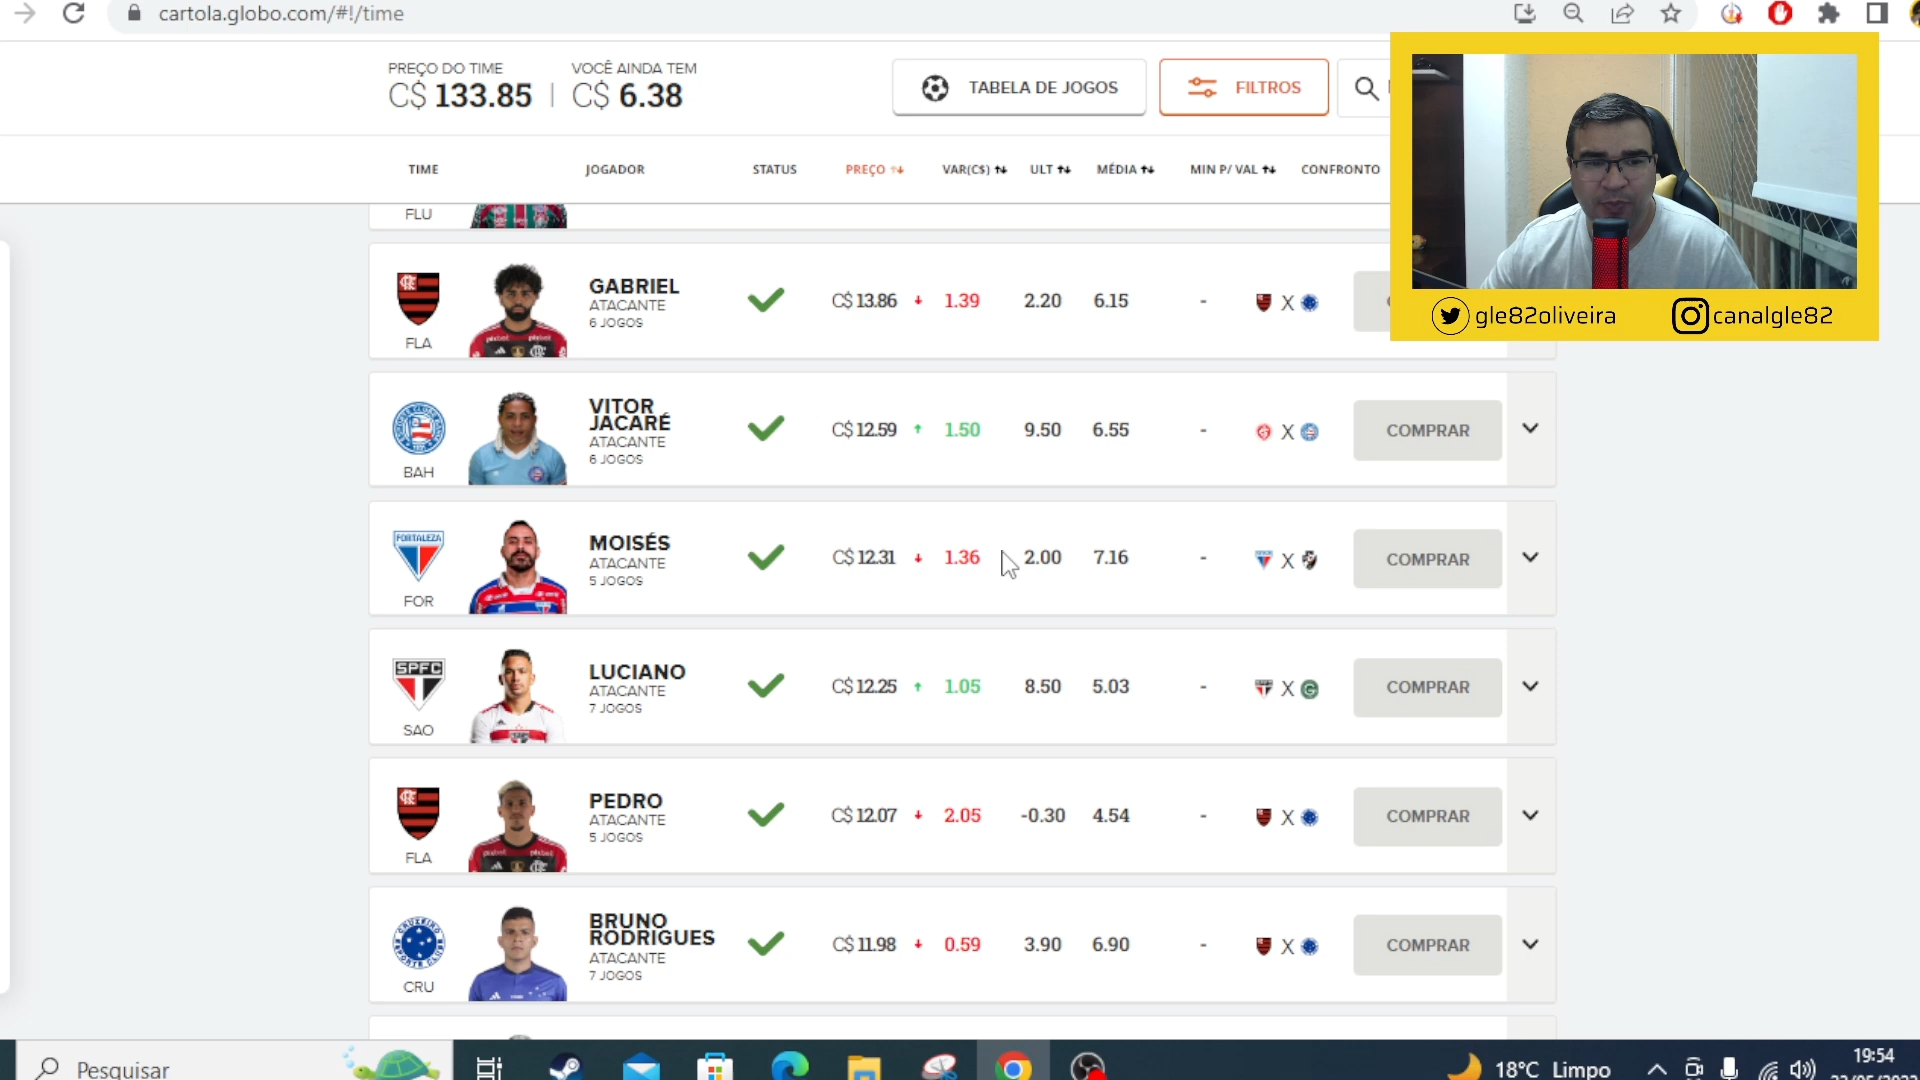 cartola.globo.com/#!/time
PREÇO DO TIME
C$ 133.85
VOCÊ AINDA TEM
C$ 6.38
TABELA DE JOGOS
FILTROS
TIME JOGADOR STATUS PREÇO VAR(C$) ULT MÉDIA MIN P/ VAL CONFRONTO
FLU
GABRIEL
ATACANTE
6 JOGOS
FLA
C$ 13.86 1.39 2.20 6.15 - X
gle82oliveira canalgle82
VITOR
JACARÉ
ATACANTE
6 JOGOS
BAH
C$ 12.59 1.50 9.50 6.55 - X COMPRAR
FORTALEZA
MOISÉS
ATACANTE
5 JOGOS
FOR
C$ 12.31 1.36 2.00 7.16 - X COMPRAR
SPFC
LUCIANO
ATACANTE
7 JOGOS
SAO
C$ 12.25 1.05 8.50 5.03 - X COMPRAR
PEDRO
ATACANTE
5 JOGOS
FLA
C$ 12.07 2.05 -0.30 4.54 - X COMPRAR
BRUNO
RODRIGUES
ATACANTE
7 JOGOS
CRU
C$ 11.98 0.59 3.90 6.90 - X COMPRAR
Pesquisar
18°C Limpo
19:54